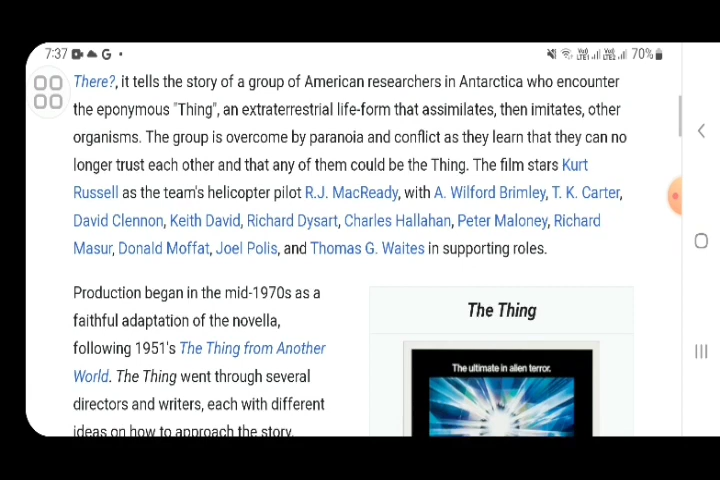 7:37 G 70%
There?, it tells the story of a group of American researchers in Antarctica who encounter
the eponymous "Thing", an extraterrestrial life-form that assimilates, then imitates, other
organisms. The group is overcome by paranoia and conflict as they learn that they can no
longer trust each other and that any of them could be the Thing. The film stars Kurt
Russell as the team's helicopter pilot R.J. MacReady, with A. Wilford Brimley, T. K. Carter,
David Clennon, Keith David, Richard Dysart, Charles Hallahan, Peter Maloney, Richard
Masur, Donald Moffat, Joel Polis, and Thomas G. Waites in supporting roles.
Production began in the mid-1970s as a
faithful adaptation of the novella,
following 1951's The Thing from Another
World. The Thing went through several
directors and writers, each with different
ideas on how to approach the story.
The Thing
The ultimate in alien terror.